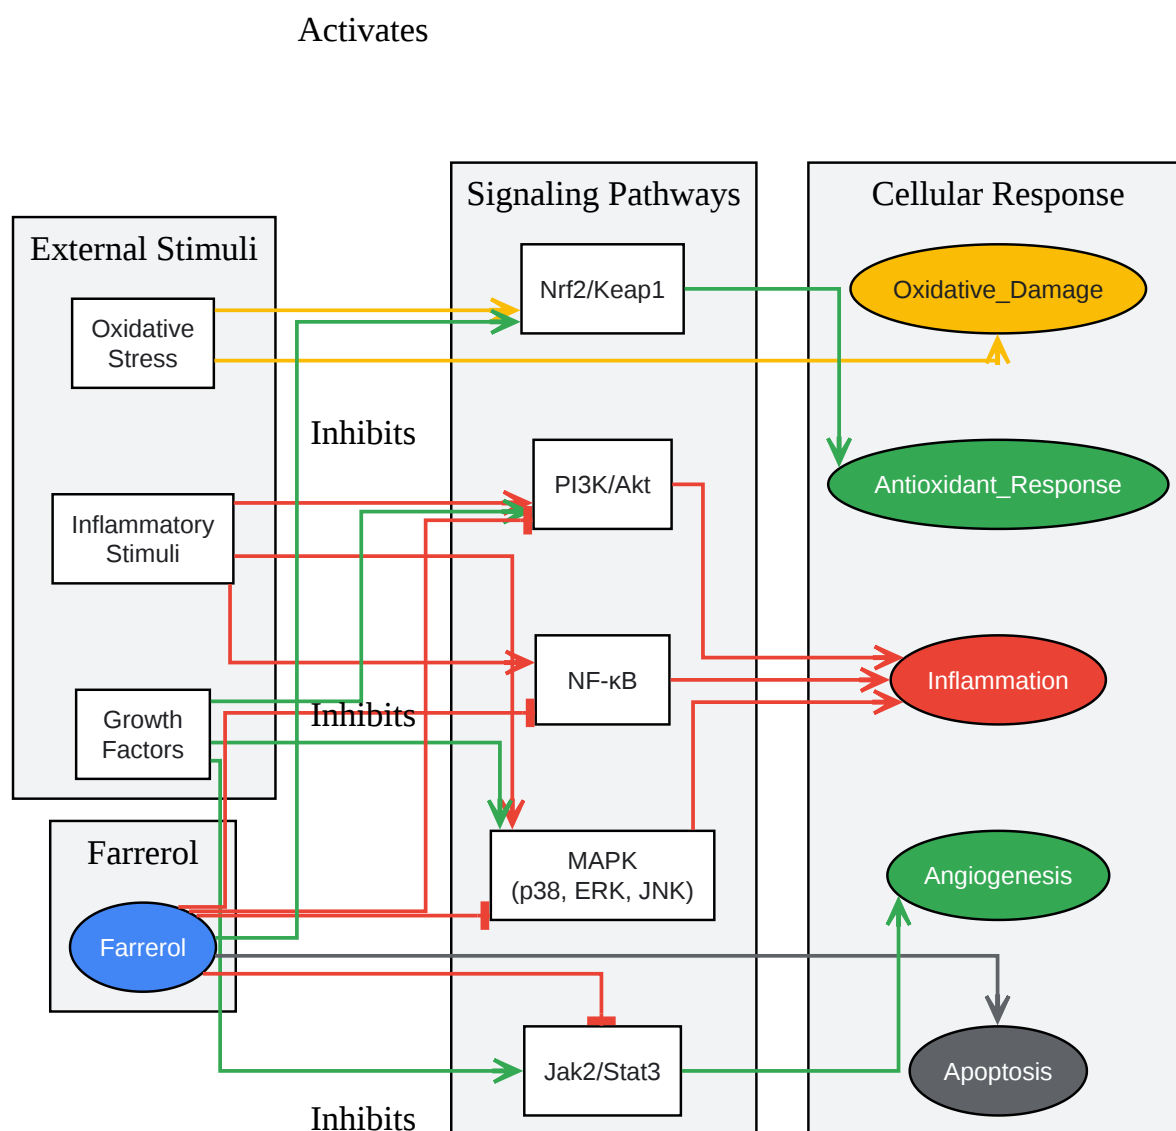 Activates
External Stimuli
Oxidative
Stress
Inflammatory
Stimuli
Growth
Factors
Farrerol
Farrerol
Inhibits
Inhibits
Inhibits
Signaling Pathways
Nrf2/Keap1
PI3K/Akt
NF-κB
MAPK
(p38, ERK, JNK)
Jak2/Stat3
Cellular Response
Oxidative_Damage
Antioxidant_Response
Inflammation
Angiogenesis
Apoptosis